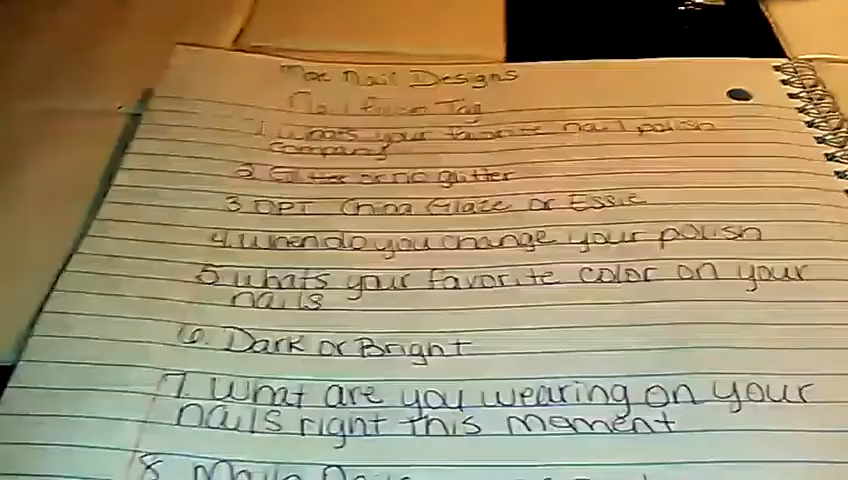 Mae Nail Designs
Nail Polish Tag
1 whats your favorite nail polish
company
2 Glitter or no glitter
3 OPI China Glaze or Essie
4. when do you change your polish
5 whats your favorite color on your
nails
6. Dark or Bright
7. What are you wearing on your
nails right this moment
8